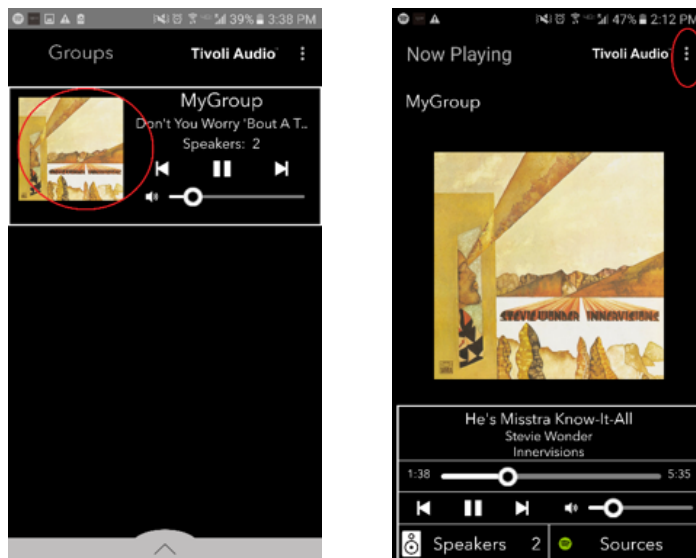 39% 3:38 PM
Groups
Tivoli Audio
MyGroup
Don't You Worry 'Bout A T..
Speakers: 2
47% 2:12 PM
Now Playing
Tivoli Audio
MyGroup
STEVIE WONDER INNERVISIONS
He's Misstra Know-It-All
Stevie Wonder
Innervisions
1:38
5:35
Speakers 2
Sources